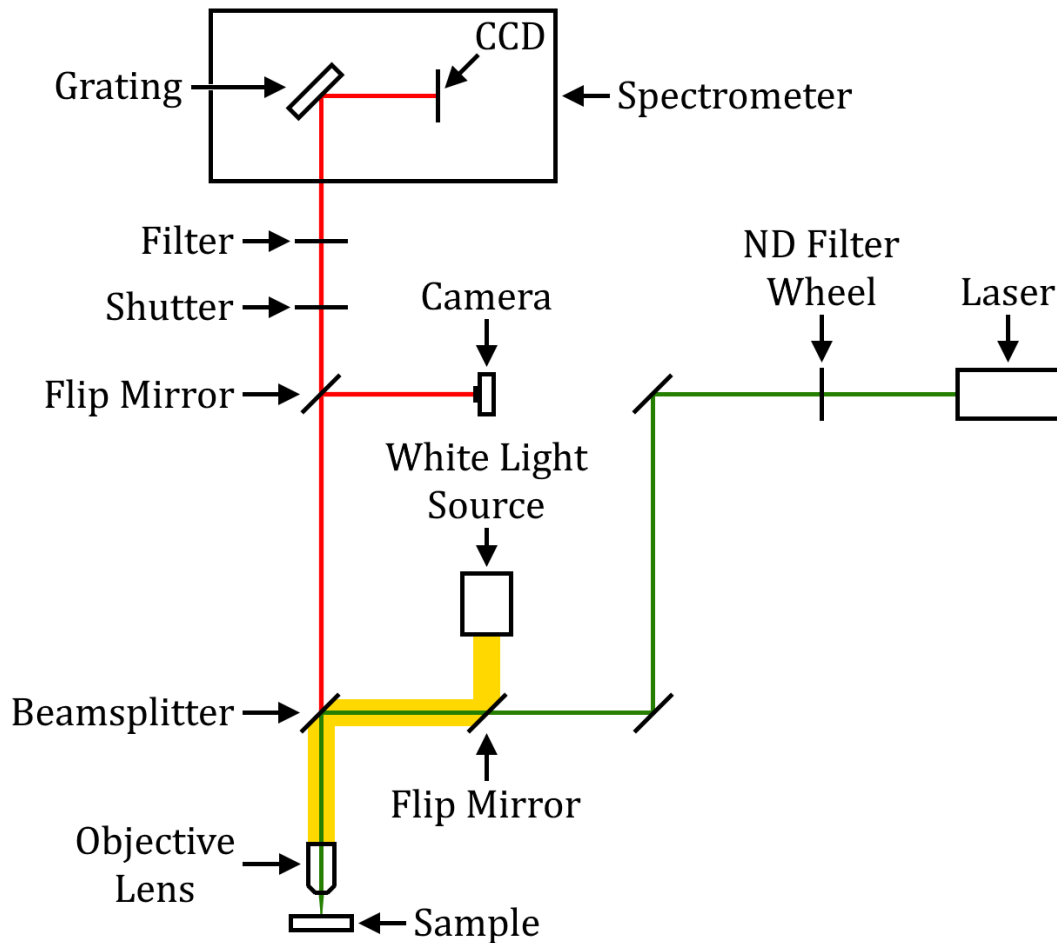 CCD
Grating
Spectrometer
Filter
ND Filter
Wheel
Laser
Shutter
Camera
Flip Mirror
White Light
Source
Beamsplitter
Flip Mirror
Objective
Lens
Sample